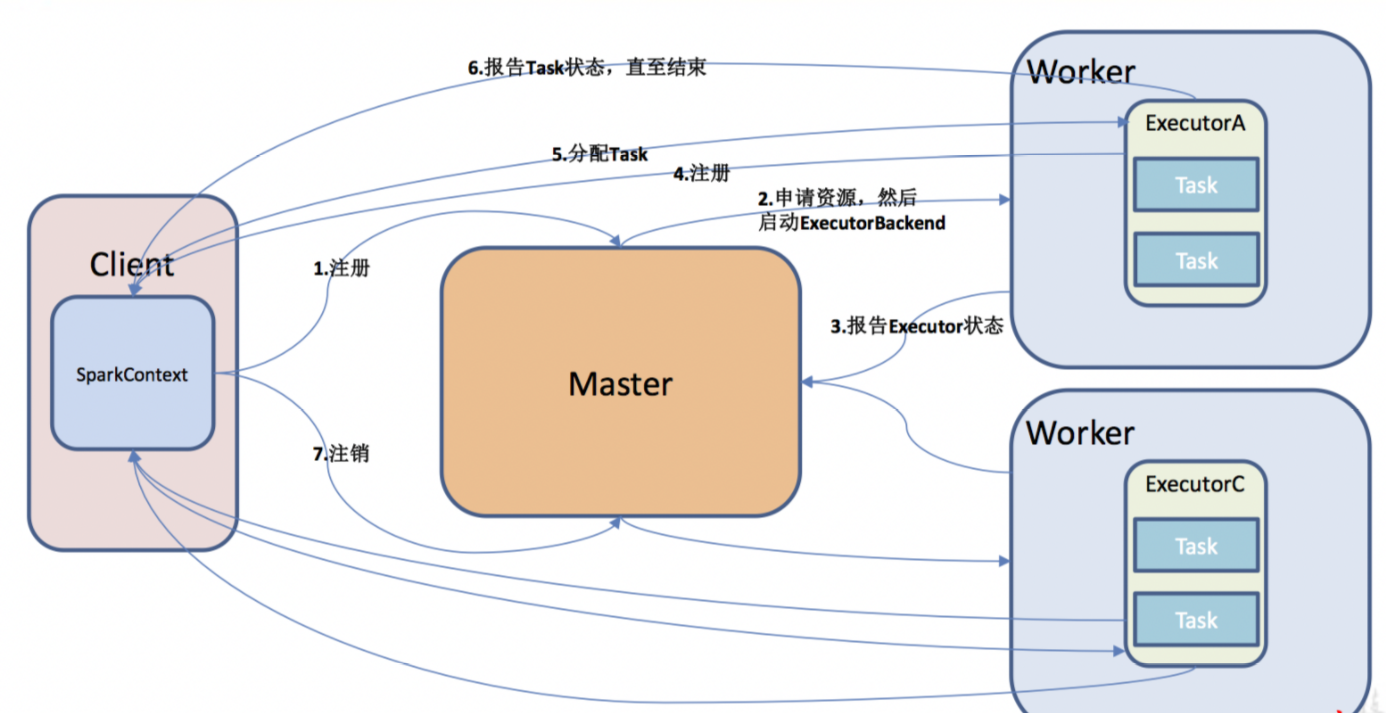 6.报告Task状态，直至结束
Worker
ExecutorA
5.分配Task
4.注册
Task
2.申请资源，然后
启动ExecutorBackend
Client
1.注册
Task
3.报告Executor状态
SparkContext
Master
Worker
7.注销
ExecutorC
Task
Task